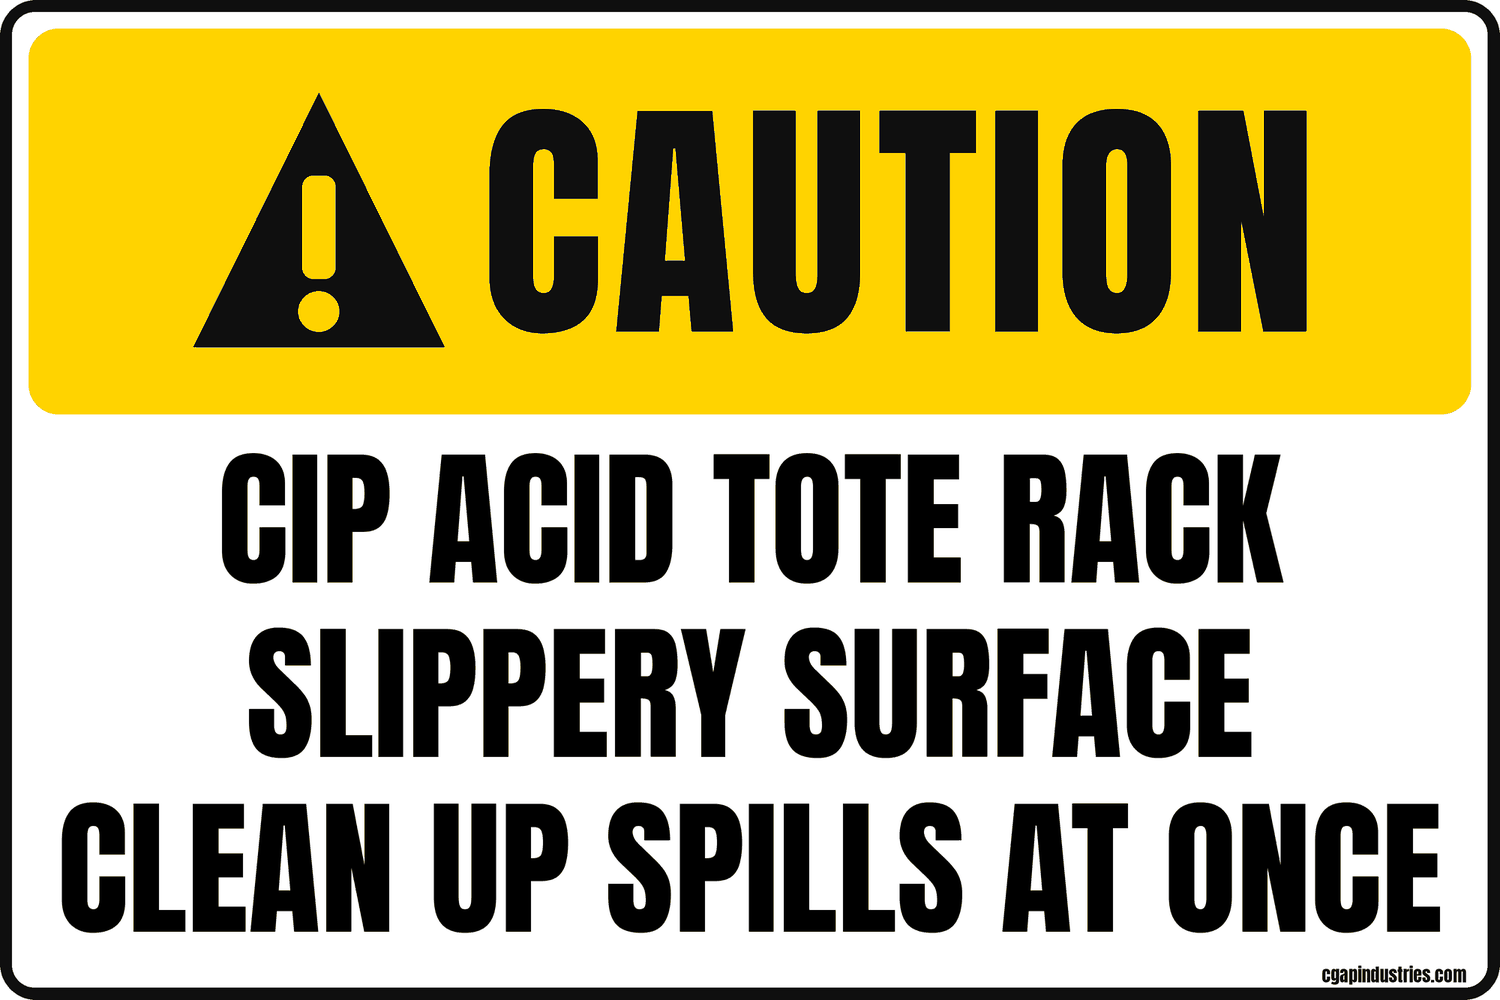 CAUTION
CIP ACID TOTE RACK
SLIPPERY SURFACE
CLEAN UP SPILLS AT ONCE
cgapindustries.com